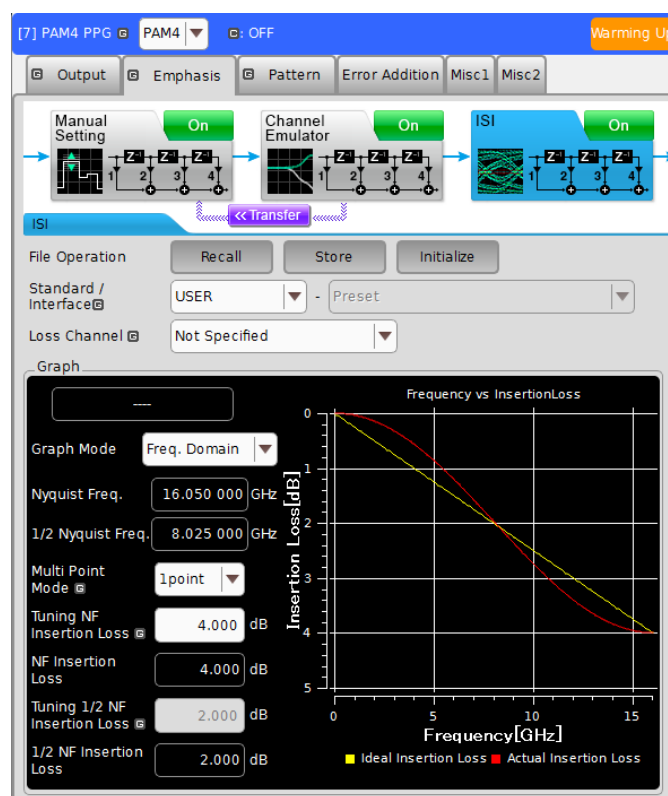 [7] PAM4 PPG G PAM4 C: OFF Warming U
G Output G Emphasis G Pattern Error Addition Misc1 Misc2
Manual Setting On Channel Emulator On ISI On
Z-1 Z-1 Z-1 Z-1 Z-1 Z-1 Z-1 Z-1 Z-1
1 2 3 4 1 2 3 4 1 2 3 4
<< Transfer
ISI
File Operation Recall Store Initialize
Standard /
Interface G USER - Preset
Loss Channel G Not Specified
Graph
----
Graph Mode Freq. Domain
Nyquist Freq. 16.050 000 GHz
1/2 Nyquist Freq. 8.025 000 GHz
Multi Point
Mode G 1point
Tuning NF
Insertion Loss G 4.000 dB
NF Insertion
Loss 4.000 dB
Tuning 1/2 NF
Insertion Loss G 2.000 dB
1/2 NF Insertion
Loss 2.000 dB
Frequency vs InsertionLoss
Insertion Loss[dB]
0
1
2
3
4
5
0 5 10 15
Frequency[GHz]
Ideal Insertion Loss Actual Insertion Loss